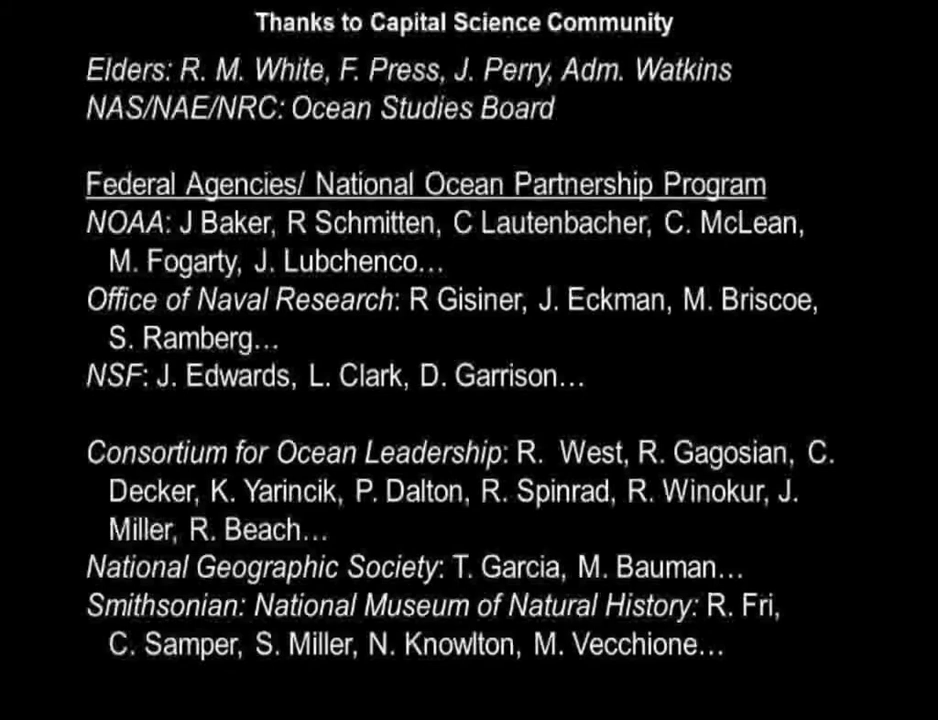 Thanks to Capital Science Community
Elders: R. M. White, F. Press, J. Perry, Adm. Watkins
NAS/NAE/NRC: Ocean Studies Board
Federal Agencies/ National Ocean Partnership Program
NOAA: J Baker, R Schmitten, C Lautenbacher, C. McLean,
M. Fogarty, J. Lubchenco...
Office of Naval Research: R Gisiner, J. Eckman, M. Briscoe,
S. Ramberg...
NSF: J. Edwards, L. Clark, D. Garrison...
Consortium for Ocean Leadership: R. West, R. Gagosian, C.
Decker, K. Yarincik, P. Dalton, R. Spinrad, R. Winokur, J.
Miller, R. Beach...
National Geographic Society: T. Garcia, M. Bauman...
Smithsonian: National Museum of Natural History: R. Fri,
C. Samper, S. Miller, N. Knowlton, M. Vecchione...